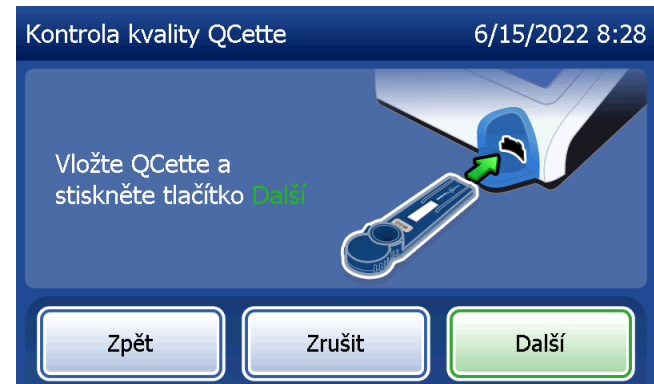 Kontrola kvality QCette 6/15/2022 8:28
Vložte QCette a
stiskněte tlačítko Další
Zpět Zrušit Další